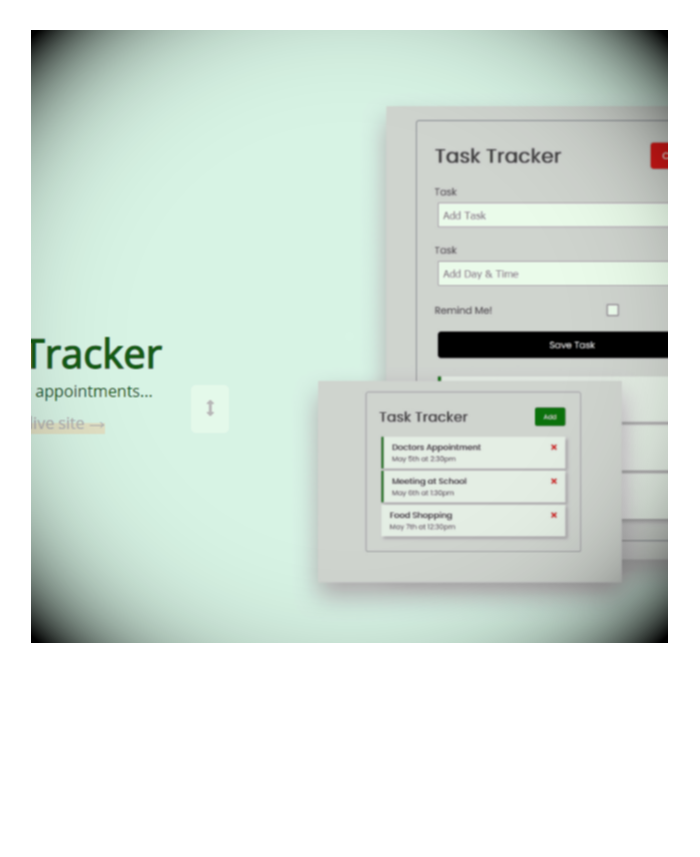 Task Tracker
Task
Add Task
Task
Add Day & Time
Remind Me!
Save Task
Tracker
appointments...
live site →
Task Tracker
Add
Doctors Appointment
May 5th at 2:30pm
Meeting at School
May 6th at 1:30pm
Food Shopping
May 7th at 12:30pm